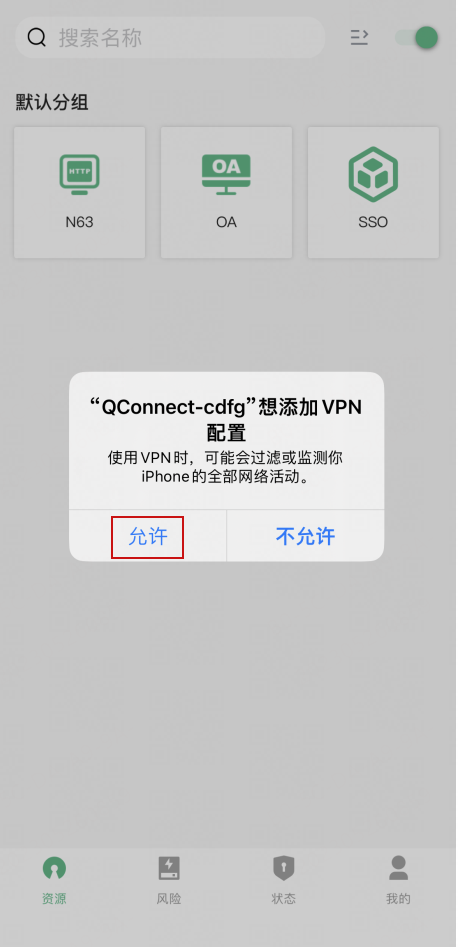 搜索名称
默认分组
HTTP
OA
N63
OA
SSO
“QConnect-cdfg”想添加 VPN
配置
使用 VPN 时，可能会过滤或监测你
iPhone 的全部网络活动。
允许
不允许
资源
风险
状态
我的